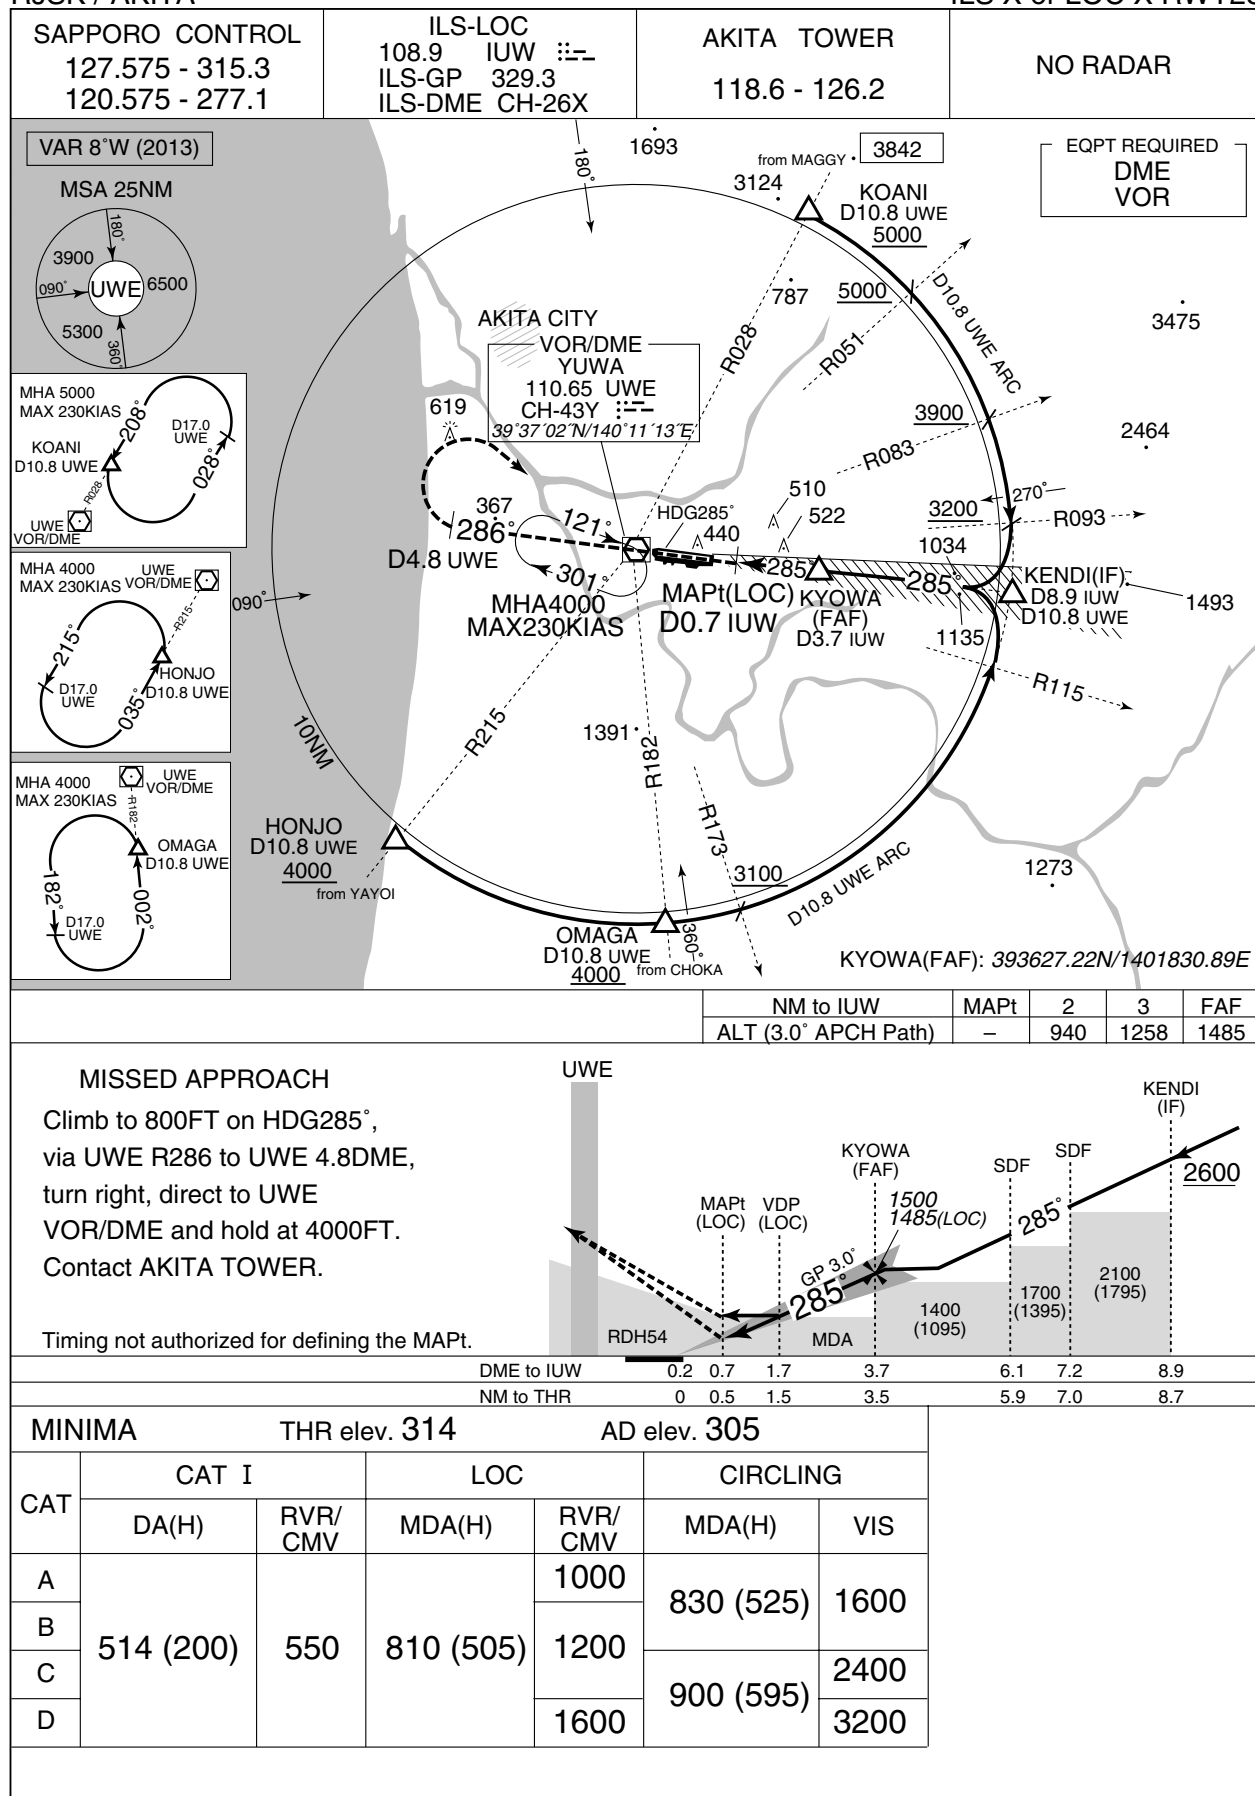 SAPPORO CONTROL
127.575 - 315.3
120.575 - 277.1
ILS-LOC
108.9 IUW
ILS-GP 329.3
ILS-DME CH-26X
AKITA TOWER
118.6 - 126.2
NO RADAR
VAR 8°W (2013)
MSA 25NM
180°
3900
090°
UWE
6500
5300
360°
EQPT REQUIRED
DME
VOR
180°
1693
from MAGGY
3842
3124
KOANI
D10.8 UWE
5000
787
5000
D10.8 UWE ARC
3475
R028
R051
AKITA CITY
VOR/DME
YUWA
110.65 UWE
CH-43Y
39°37′02″N/140°11′13″E
619
3900
R083
2464
MHA 5000
MAX 230KIAS
208°
D17.0
UWE
KOANI
D10.8 UWE
028°
R028
UWE
VOR/DME
367
286°
D4.8 UWE
121°
301°
HDG285°
440
510
522
3200
270°
R093
1034
285°
285°
KENDI(IF)
D8.9 IUW
D10.8 UWE
1493
MAPt(LOC)
D0.7 IUW
KYOWA
(FAF)
D3.7 IUW
1135
MHA4000
MAX230KIAS
090°
R115
MHA 4000
MAX 230KIAS
UWE
VOR/DME
R215
215°
D17.0
UWE
HONJO
D10.8 UWE
035°
10NM
R215
1391
R182
R173
MHA 4000
MAX 230KIAS
UWE
VOR/DME
R182
OMAGA
D10.8 UWE
182°
002°
D17.0
UWE
HONJO
D10.8 UWE
4000
from YAYOI
3100
D10.8 UWE ARC
1273
OMAGA
D10.8 UWE
4000
360°
from CHOKA
KYOWA(FAF): 393627.22N/1401830.89E
NM to IUW MAPt 2 3 FAF
ALT (3.0° APCH Path) – 940 1258 1485
MISSED APPROACH
Climb to 800FT on HDG285°,
via UWE R286 to UWE 4.8DME,
turn right, direct to UWE
VOR/DME and hold at 4000FT.
Contact AKITA TOWER.
Timing not authorized for defining the MAPt.
UWE
KENDI
(IF)
KYOWA
(FAF)
SDF
SDF
2600
MAPt
(LOC)
VDP
(LOC)
1500
1485(LOC)
285°
GP 3.0°
285°
2100
(1795)
1700
(1395)
1400
(1095)
RDH54
MDA
DME to IUW 0.2 0.7 1.7 3.7 6.1 7.2 8.9
NM to THR 0 0.5 1.5 3.5 5.9 7.0 8.7
MINIMA THR elev. 314 AD elev. 305
CAT
CAT I LOC CIRCLING
DA(H) RVR/CMV MDA(H) RVR/CMV MDA(H) VIS
A
B
C
D
514 (200)
550
810 (505)
1000
1200
1600
830 (525)
900 (595)
1600
2400
3200